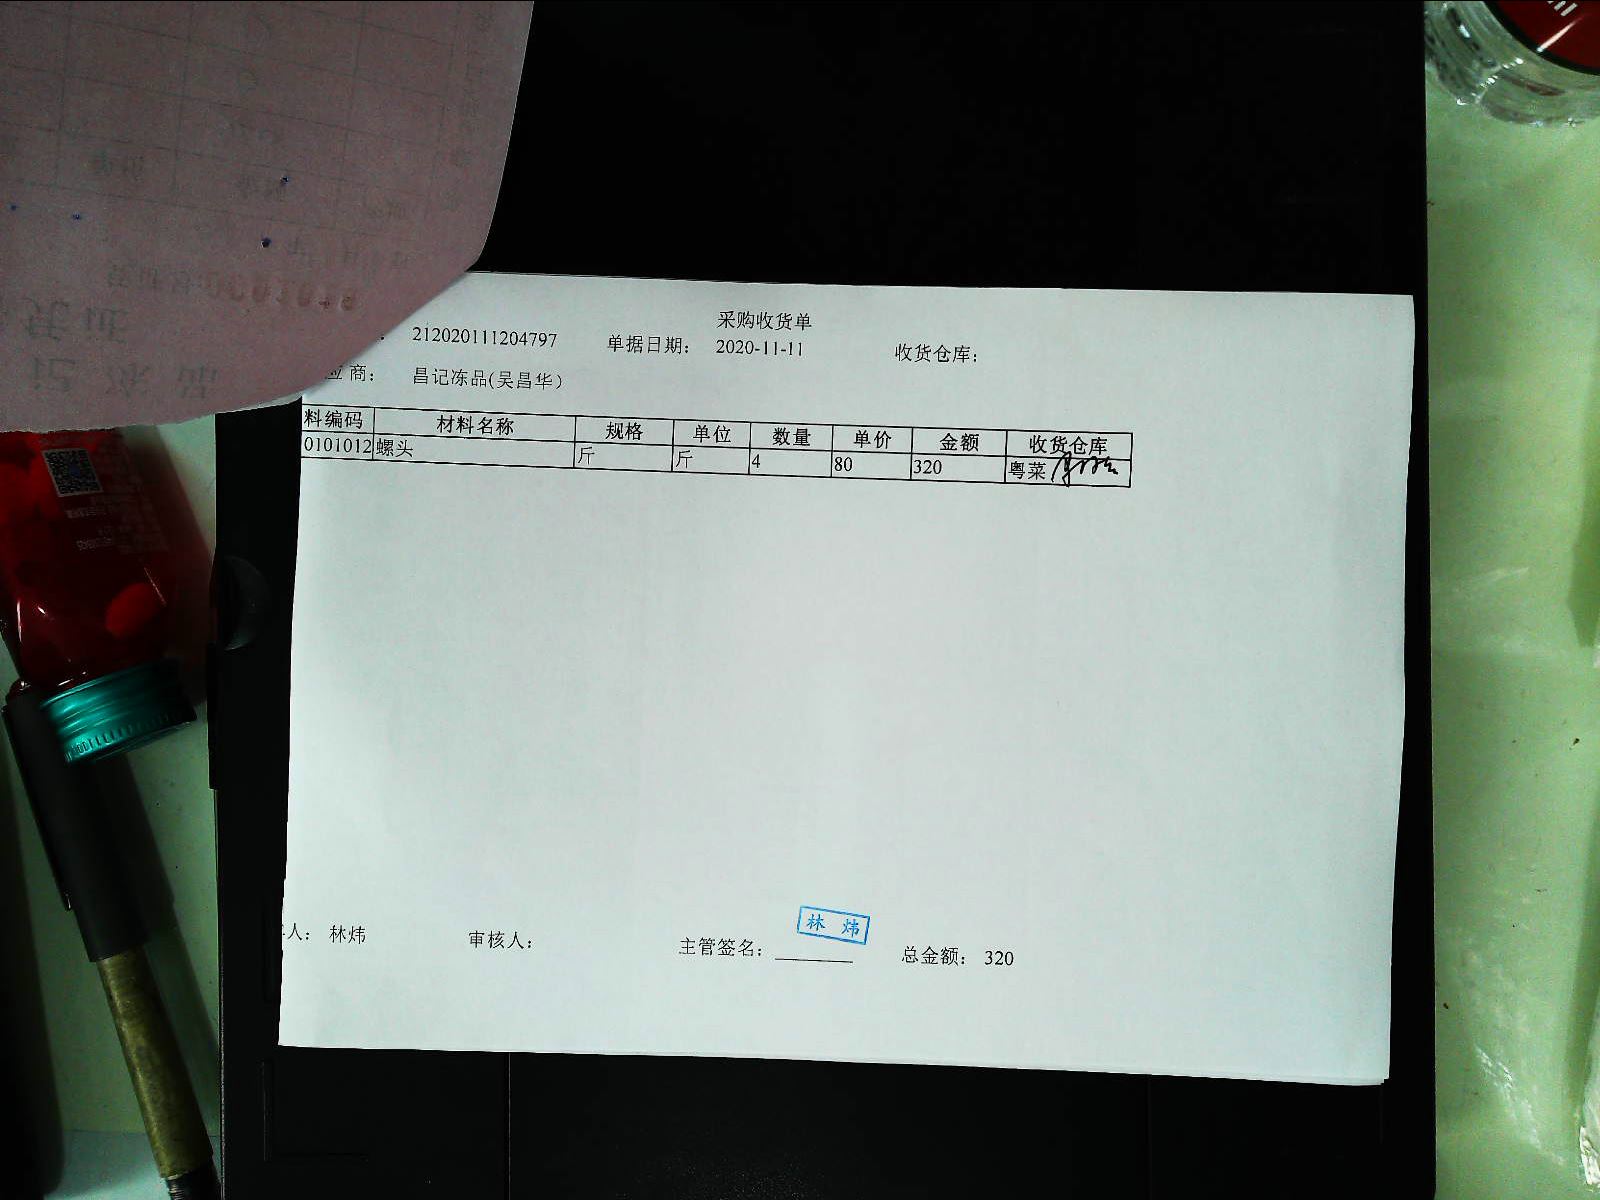 采购收货单
212020111204797 单据日期: 2020-11-11 收货仓库:
应商: 昌记冻品(吴昌华)
料编码 材料名称 规格 单位 数量 单价 金额 收货仓库
0101012 螺头 斤 斤 4 80 320 粤菜
林 炜
人: 林炜 审核人: 主管签名: 总金额: 320